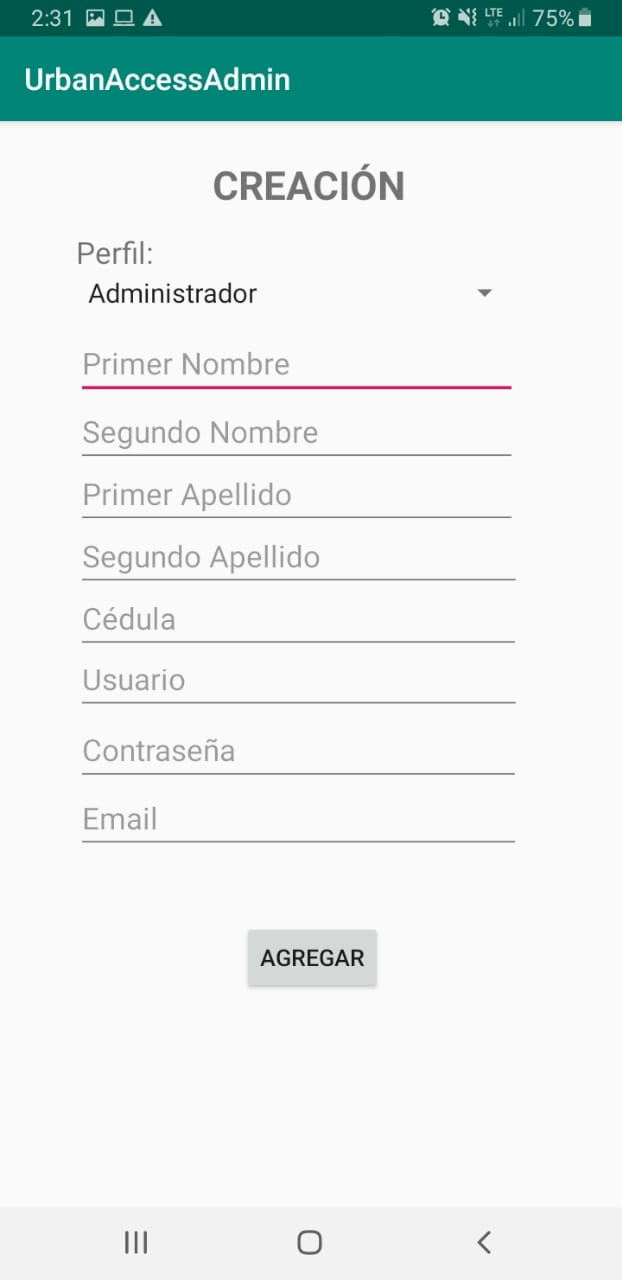 2:31 LTE 75%
UrbanAccessAdmin
CREACIÓN
Perfil:
Administrador
Primer Nombre
Segundo Nombre
Primer Apellido
Segundo Apellido
Cédula
Usuario
Contraseña
Email
AGREGAR